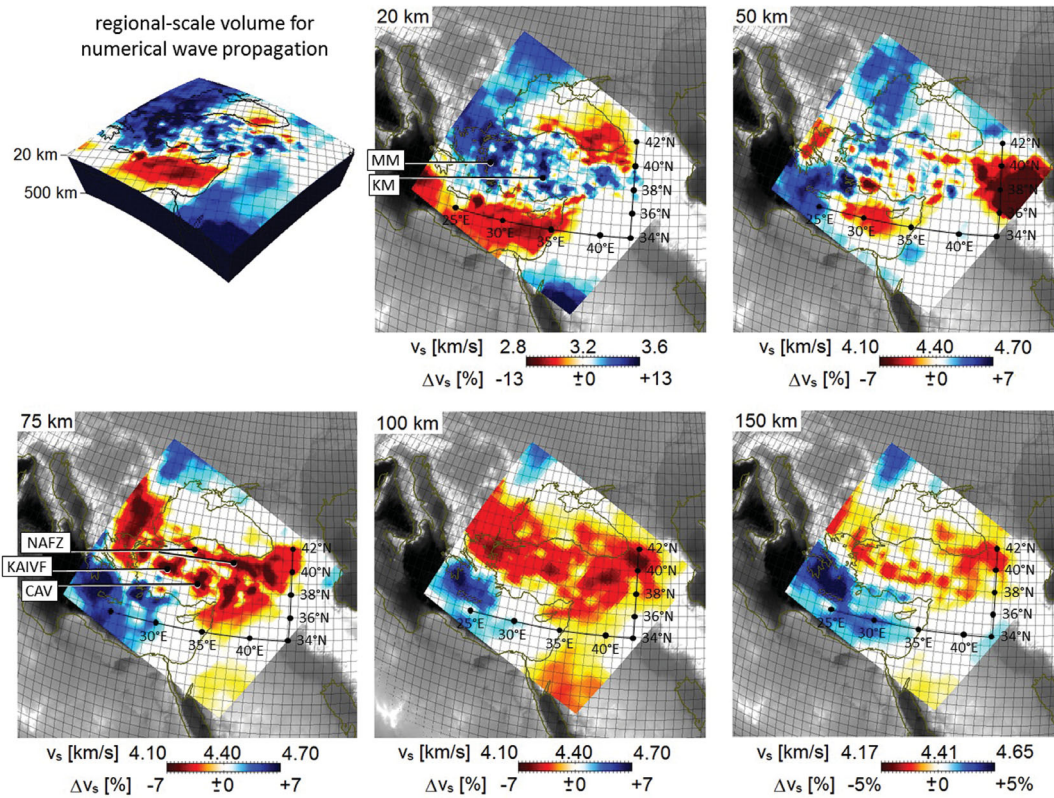 regional-scale volume for
numerical wave propagation
20 km
500 km
20 km
MM
KM
42°N
40°N
38°N
36°N
34°N
25°E
30°E
35°E
40°E
vs [km/s] 2.8 3.2 3.6
Δvs [%] -13 ±0 +13
50 km
42°N
40°N
38°N
36°N
34°N
25°E
30°E
35°E
40°E
vs [km/s] 4.10 4.40 4.70
Δvs [%] -7 ±0 +7
75 km
NAFZ
KAIVF
CAV
42°N
40°N
38°N
36°N
34°N
30°E
35°E
40°E
vs [km/s] 4.10 4.40 4.70
Δvs [%] -7 ±0 +7
100 km
42°N
40°N
38°N
36°N
34°N
25°E
30°E
35°E
40°E
vs [km/s] 4.10 4.40 4.70
Δvs [%] -7 ±0 +7
150 km
42°N
40°N
38°N
36°N
34°N
25°E
30°E
35°E
40°E
vs [km/s] 4.17 4.41 4.65
Δvs [%] -5% ±0 +5%